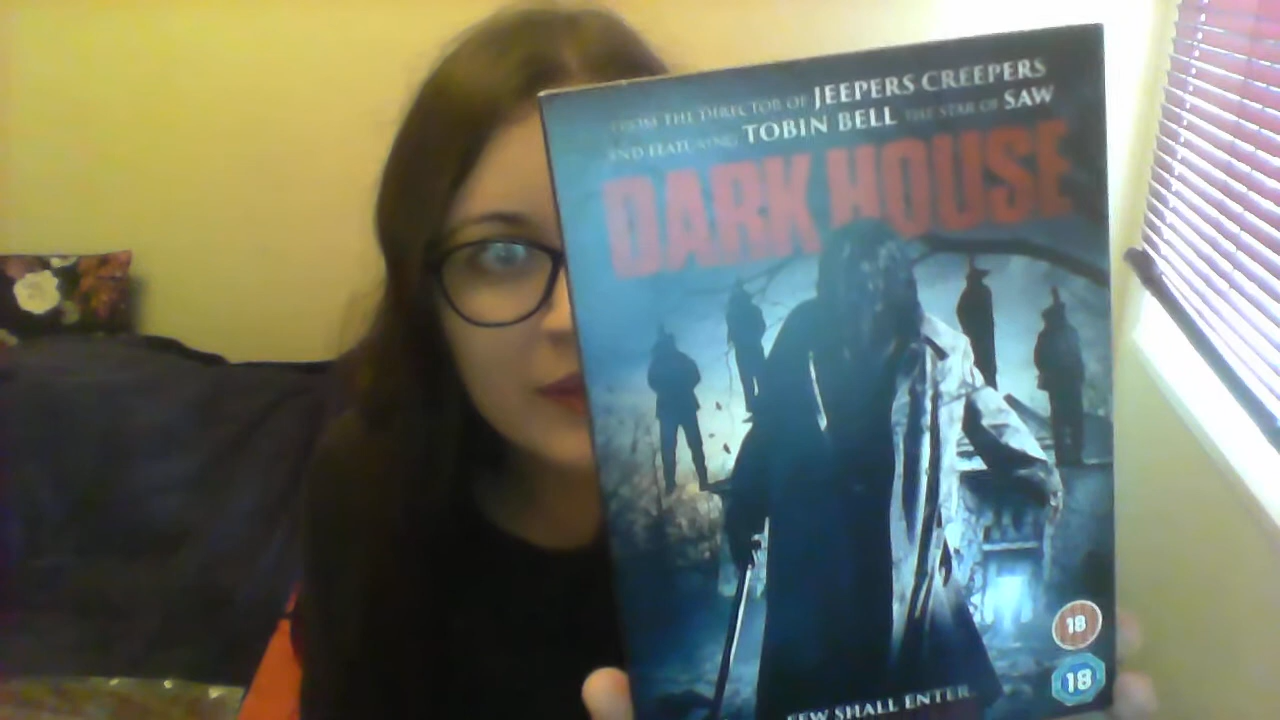 FROM THE DIRECTOR OF JEEPERS CREEPERS
AND FEATURING TOBIN BELL THE STAR OF SAW
DARK HOUSE
18
18
FEW SHALL ENTER.